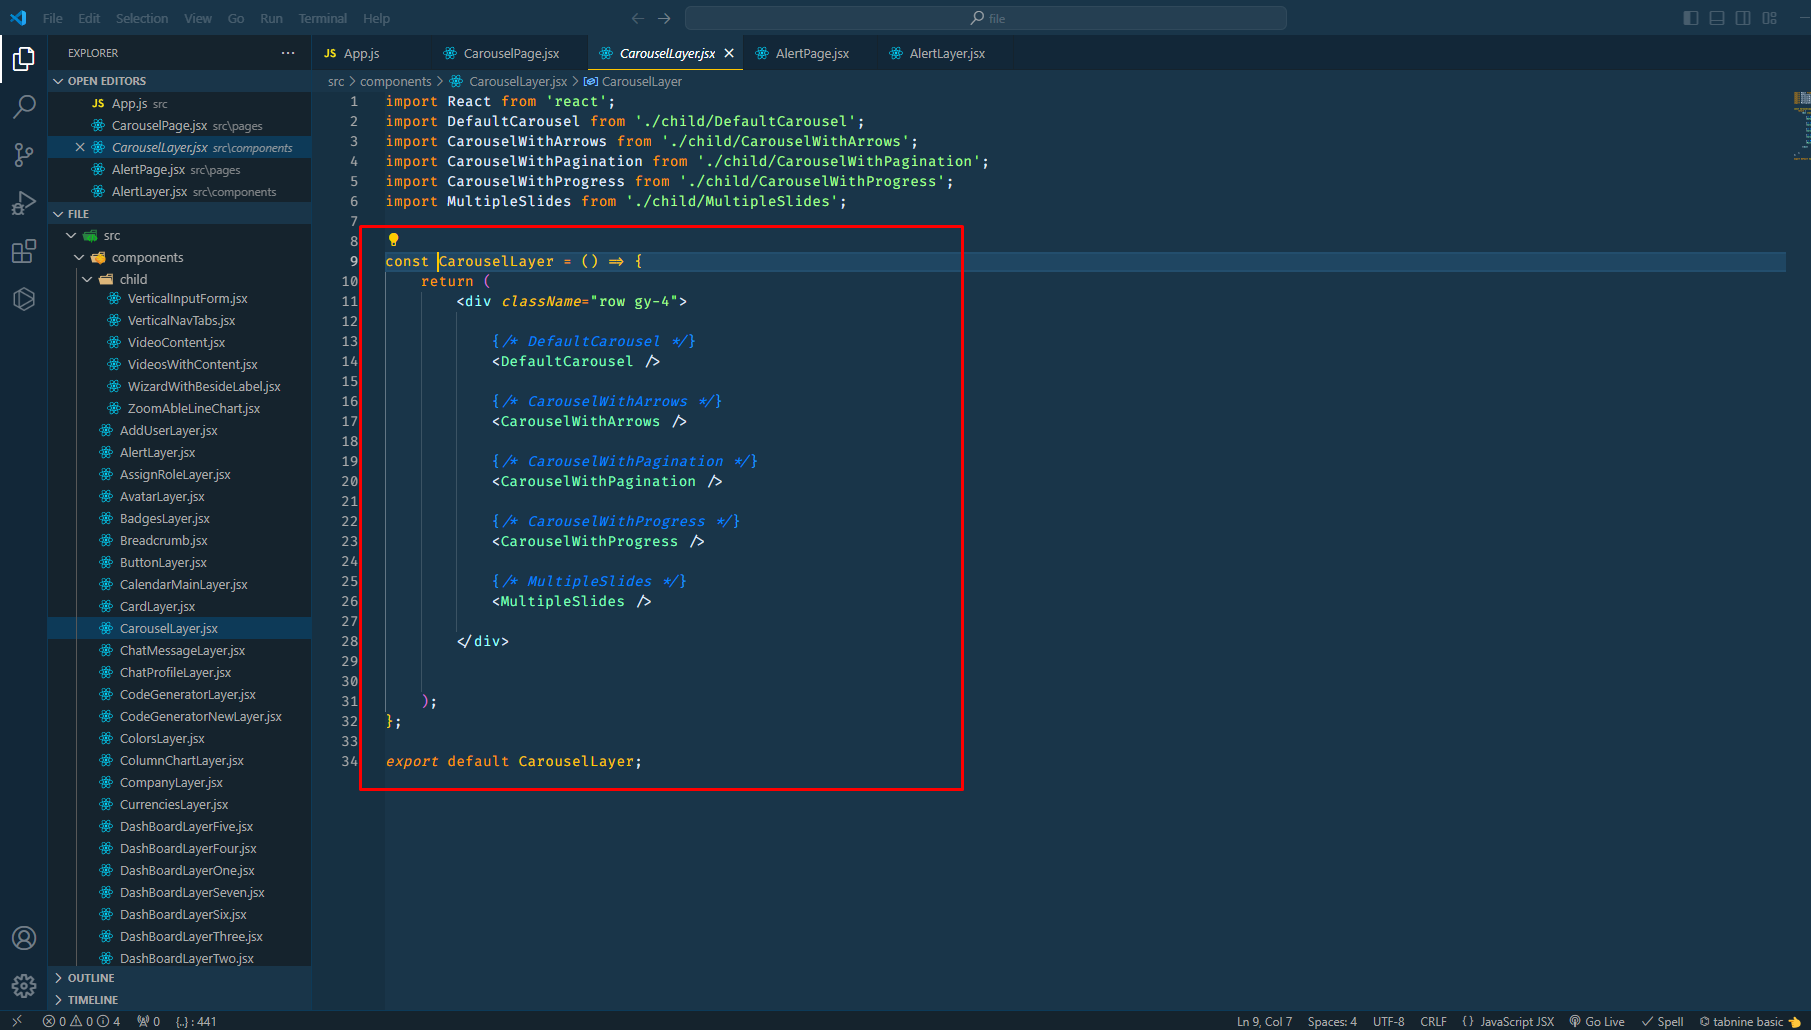 File Edit Selection View Go Run Terminal Help
file
EXPLORER
App.js CarouselPage.jsx CarouselLayer.jsx AlertPage.jsx AlertLayer.jsx
OPEN EDITORS
JS App.js src
CarouselPage.jsx src\pages
CarouselLayer.jsx src\components
AlertPage.jsx src\pages
AlertLayer.jsx src\components
FILE
src
components
child
VerticalInputForm.jsx
VerticalNavTabs.jsx
VideoContent.jsx
VideosWithContent.jsx
WizardWithBesideLabel.jsx
ZoomAbleLineChart.jsx
AddUserLayer.jsx
AlertLayer.jsx
AssignRoleLayer.jsx
AvatarLayer.jsx
BadgesLayer.jsx
Breadcrumb.jsx
ButtonLayer.jsx
CalendarMainLayer.jsx
CardLayer.jsx
CarouselLayer.jsx
ChatMessageLayer.jsx
ChatProfileLayer.jsx
CodeGeneratorLayer.jsx
CodeGeneratorNewLayer.jsx
ColorsLayer.jsx
ColumnChartLayer.jsx
CompanyLayer.jsx
CurrenciesLayer.jsx
DashBoardLayerFive.jsx
DashBoardLayerFour.jsx
DashBoardLayerOne.jsx
DashBoardLayerSeven.jsx
DashBoardLayerSix.jsx
DashBoardLayerThree.jsx
DashBoardLayerTwo.jsx
OUTLINE
TIMELINE
src > components > CarouselLayer.jsx > CarouselLayer
1 import React from 'react';
2 import DefaultCarousel from './child/DefaultCarousel';
3 import CarouselWithArrows from './child/CarouselWithArrows';
4 import CarouselWithPagination from './child/CarouselWithPagination';
5 import CarouselWithProgress from './child/CarouselWithProgress';
6 import MultipleSlides from './child/MultipleSlides';
7
8
9 const CarouselLayer = () => {
10 return (
11 <div className="row gy-4">
12
13 {/* DefaultCarousel */}
14 <DefaultCarousel />
15
16 {/* CarouselWithArrows */}
17 <CarouselWithArrows />
18
19 {/* CarouselWithPagination */}
20 <CarouselWithPagination />
21
22 {/* CarouselWithProgress */}
23 <CarouselWithProgress />
24
25 {/* MultipleSlides */}
26 <MultipleSlides />
27
28 </div>
29
30
31 );
32 };
33
34 export default CarouselLayer;
0 0 4 0 {..} : 441 Ln 9, Col 7 Spaces: 4 UTF-8 CRLF {} JavaScript JSX Go Live Spell tabnine basic